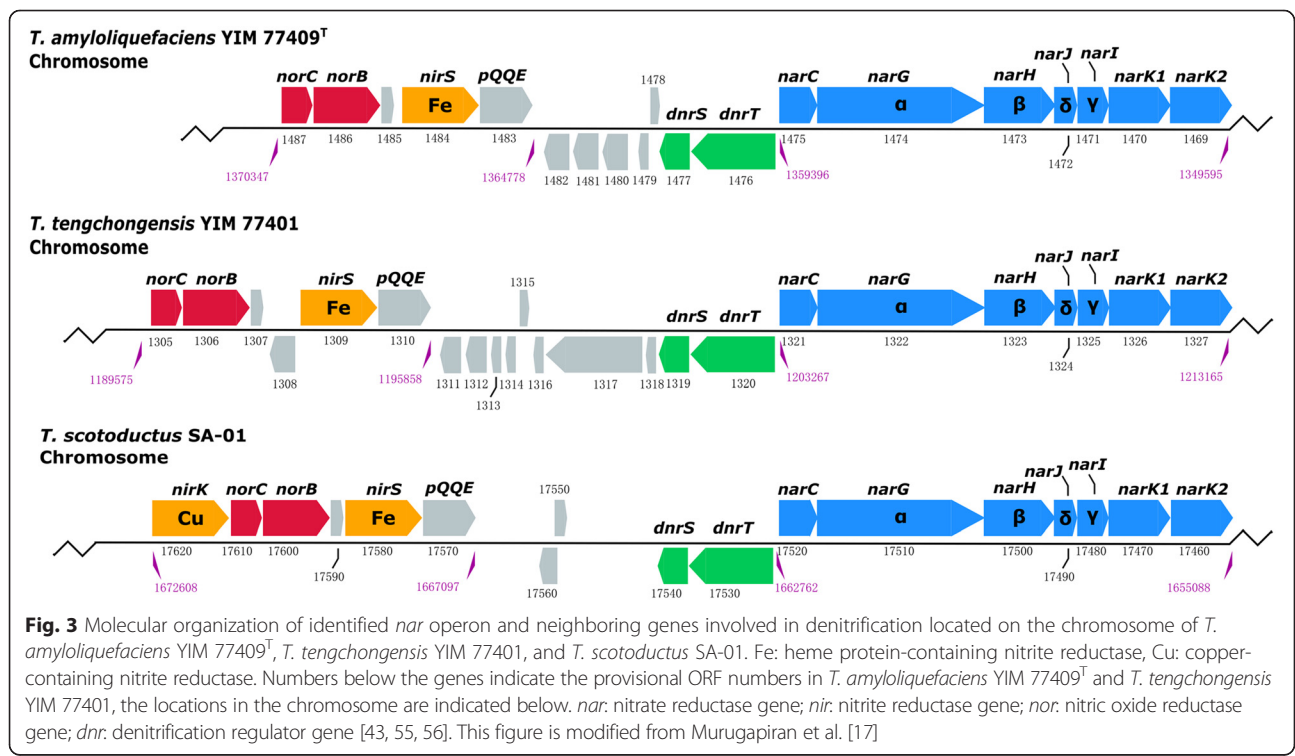 T. amyloliquefaciens YIM 77409T
Chromosome
narJ narI
norC norB nirS pQQE 1478 narC narG narH narK1 narK2
dnrS dnrT
Fe α β δ γ
1487 1486 1485 1484 1483 1475 1474 1473 1471 1470 1469
1472
1370347 1364778 1482 1481 1480 1479 1477 1476 1359396 1349595
T. tengchongensis YIM 77401
Chromosome
narJ narI
norC norB nirS pQQE 1315 narC narG narH narK1 narK2
dnrS dnrT
Fe α β δ γ
1305 1306 1307 1309 1310 1321 1322 1323 1325 1326 1327
1324
1189575 1308 1195858 1311 1312 1314 1316 1317 1318 1319 1320 1203267 1213165
1313
T. scotoductus SA-01
Chromosome
narJ narI
nirK norC norB nirS pQQE 17550 narC narG narH narK1 narK2
dnrS dnrT
Cu Fe α β δ γ
17620 17610 17600 17580 17570 17520 17510 17500 17480 17470 17460
17590 17490
1672608 1667097 17560 17540 17530 1662762 1655088
Fig. 3 Molecular organization of identified nar operon and neighboring genes involved in denitrification located on the chromosome of T.
amyloliquefaciens YIM 77409T, T. tengchongensis YIM 77401, and T. scotoductus SA-01. Fe: heme protein-containing nitrite reductase, Cu: copper-
containing nitrite reductase. Numbers below the genes indicate the provisional ORF numbers in T. amyloliquefaciens YIM 77409T and T. tengchongensis
YIM 77401, the locations in the chromosome are indicated below. nar: nitrate reductase gene; nir: nitrite reductase gene; nor: nitric oxide reductase
gene; dnr: denitrification regulator gene [43, 55, 56]. This figure is modified from Murugapiran et al. [17]